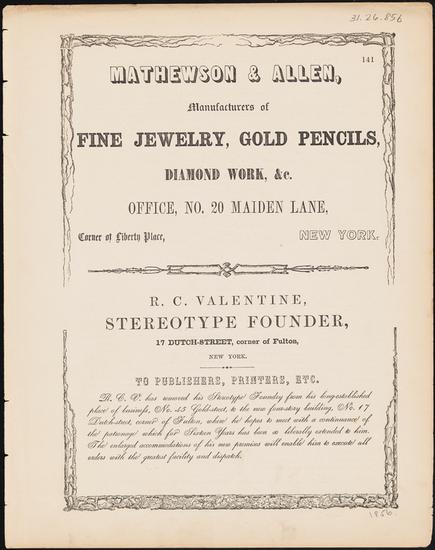 31.26.856
141
MATHEWSON & ALLEN,
Manufacturers of
FINE JEWELRY, GOLD PENCILS,
DIAMOND WORK, &c.
OFFICE, NO. 20 MAIDEN LANE,
Corner of Liberty Place, NEW YORK.
R. C. VALENTINE,
STEREOTYPE FOUNDER,
17 DUTCH-STREET, corner of Fulton,
NEW YORK.
TO PUBLISHERS, PRINTERS, ETC.
R. C. V. has removed his Stereotype Foundry from his long-established
place of business, No. 45 Gold-street, to the new four-story building, No. 17
Dutch-street, corner of Fulton, where he hopes to meet with a continuance of
the patronage which for Sixteen Years has been so liberally extended to him.
The enlarged accommodations of his new premises will enable him to execute all
orders with the greatest facility and dispatch.
1856